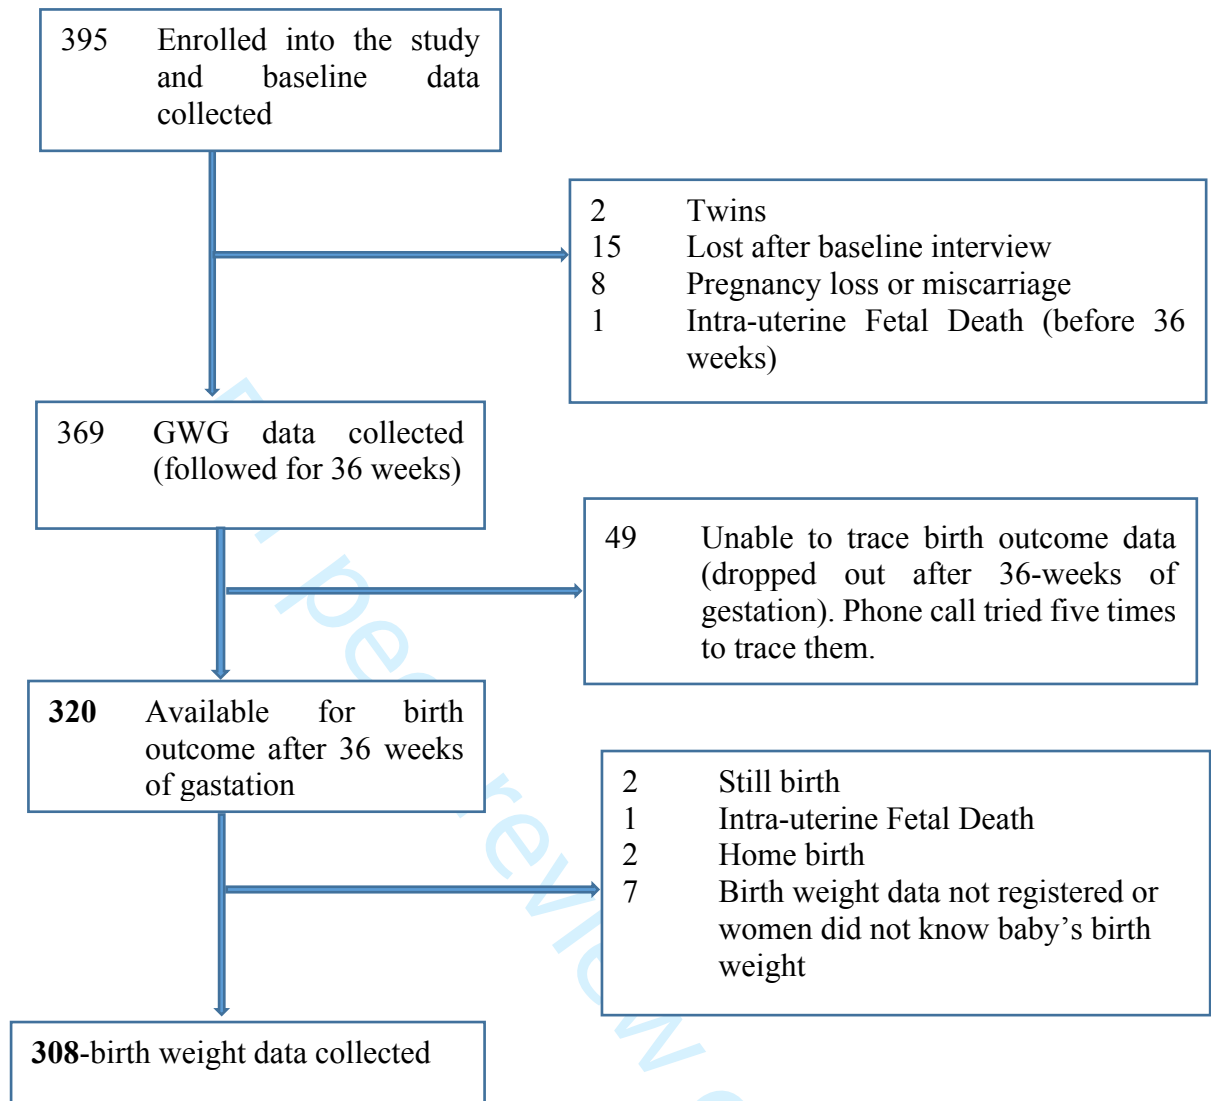 395 Enrolled into the study
and baseline data
collected
2 Twins
15 Lost after baseline interview
8 Pregnancy loss or miscarriage
1 Intra-uterine Fetal Death (before 36
weeks)
369 GWG data collected
(followed for 36 weeks)
49 Unable to trace birth outcome data
(dropped out after 36-weeks of
gestation). Phone call tried five times
to trace them.
320 Available for birth
outcome after 36 weeks
of gastation
2 Still birth
1 Intra-uterine Fetal Death
2 Home birth
7 Birth weight data not registered or
women did not know baby’s birth
weight
308-birth weight data collected
review